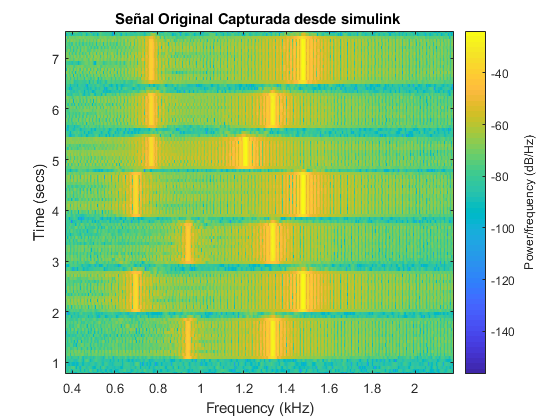 Señal Original Capturada desde simulink
7
6
5
4
3
2
1
Time (secs)
0.4 0.6 0.8 1 1.2 1.4 1.6 1.8 2
Frequency (kHz)
-40
-60
-80
-100
-120
-140
Power/frequency (dB/Hz)